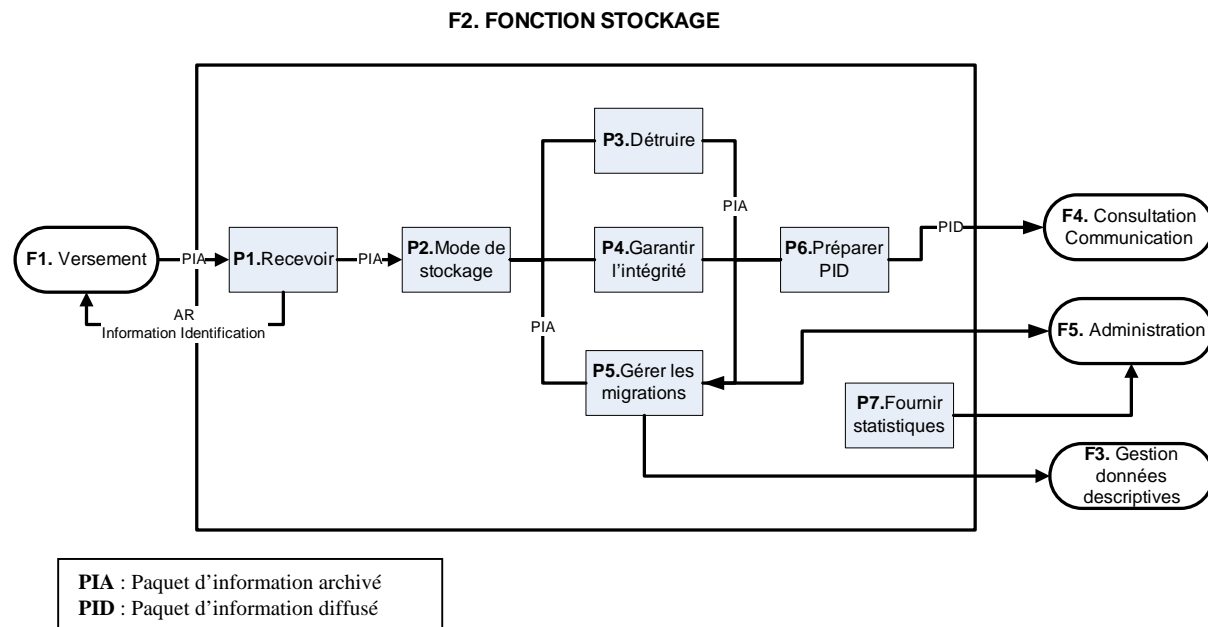 F2. FONCTION STOCKAGE
P3.Détruire
PIA
PIA
F1. Versement
PIA
P1.Recevoir
PIA
P2.Mode de
stockage
P4.Garantir
l'intégrité
P6.Préparer
PID
PID
F4. Consultation
Communication
AR
Information Identification
PIA
P5.Gérer les
migrations
F5. Administration
P7.Fournir
statistiques
F3. Gestion
données
descriptives
PIA : Paquet d'information archivé
PID : Paquet d'information diffusé